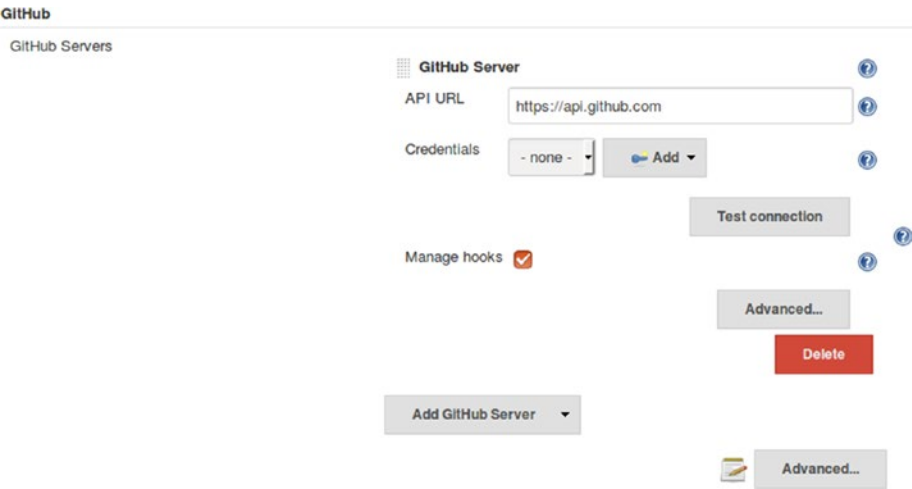 GitHub
GitHub Servers
GitHub Server
API URL
https://api.github.com
Credentials
- none -
Add
Test connection
Manage hooks
Advanced...
Delete
Add GitHub Server
Advanced...